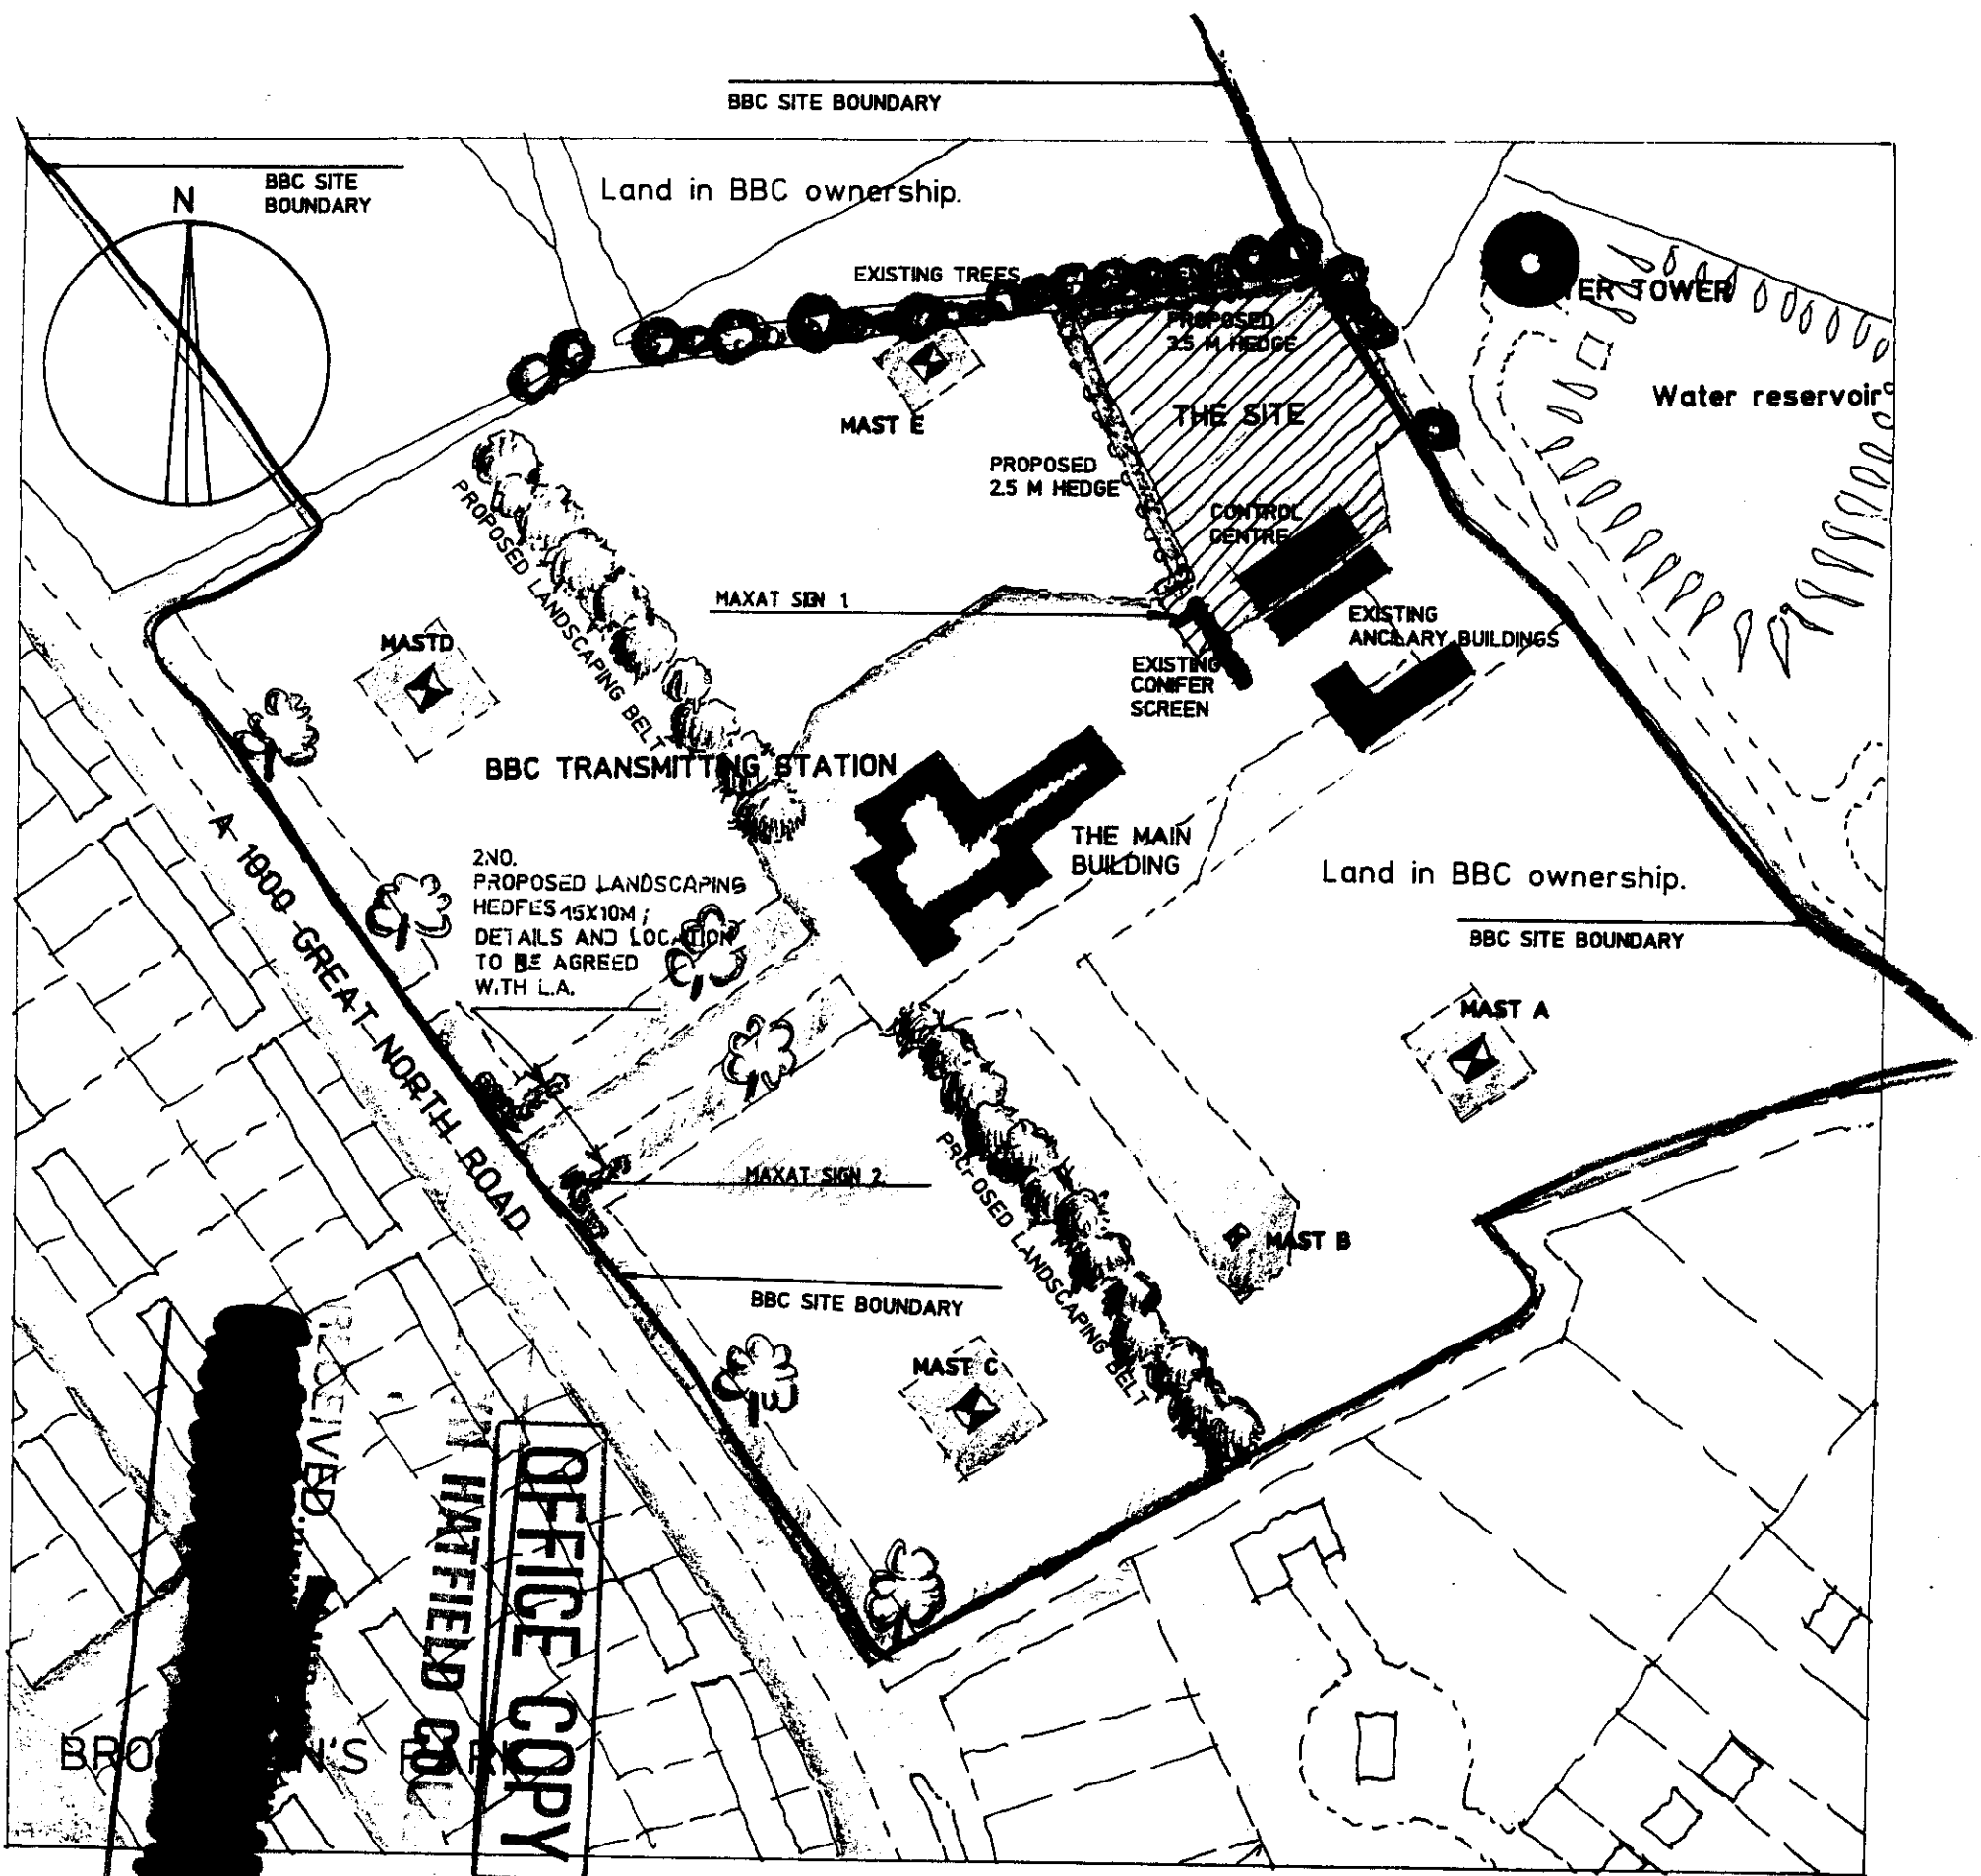 BBC SITE BOUNDARY
BBC SITE
BOUNDARY
N
Land in BBC ownership.
EXISTING TREES
TER TOWER
PROPOSED
3.5 M HEDGE
Water reservoir
THE SITE
MAST E
PROPOSED
2.5 M HEDGE
CONTROL
CENTRE
PROPOSED LANDSCAPING BELT
MAXAT SIGN 1
EXISTING
ANCILARY BUILDINGS
MAST D
EXISTING
CONIFER
SCREEN
BBC TRANSMITTING STATION
THE MAIN
BUILDING
A 1000 GREAT NORTH ROAD
2NO.
PROPOSED LANDSCAPING
HEDFES 15X10M ;
DETAILS AND LOCATION
TO BE AGREED
WITH L.A.
Land in BBC ownership.
BBC SITE BOUNDARY
MAST A
MAXAT SIGN 2
PROPOSED LANDSCAPING BELT
MAST B
BBC SITE BOUNDARY
MAST C
OFFICE COPY
HATFIELD